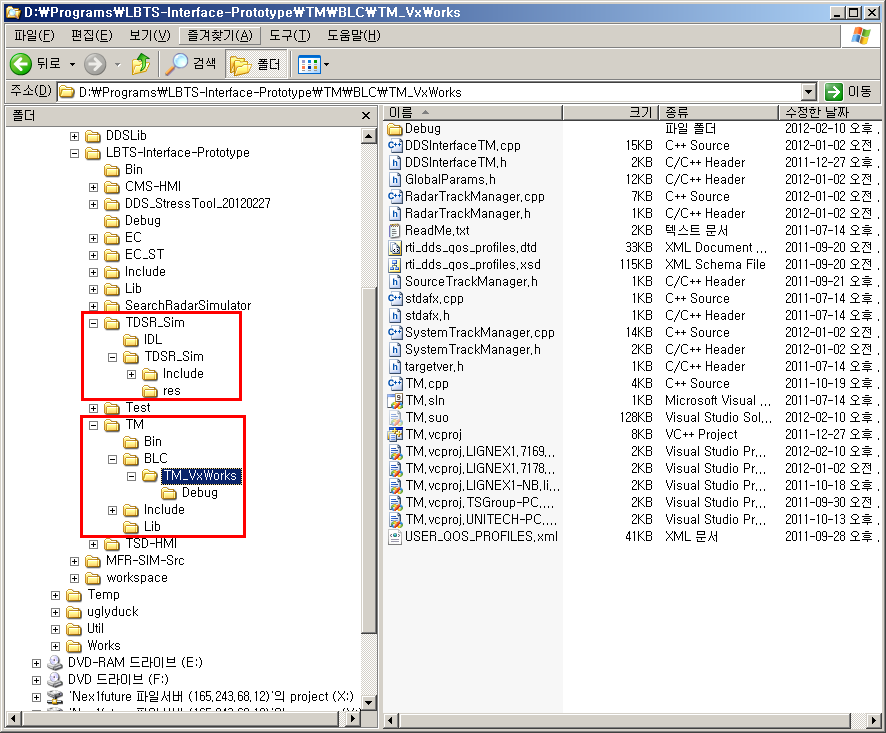 D:₩Programs₩LBTS-Interface-Prototype₩TM₩BLC₩TM_VxWorks
파일(F) 편집(E) 보기(V) 즐겨찾기(A) 도구(T) 도움말(H)
뒤로 검색 폴더
주소(D) D:₩Programs₩LBTS-Interface-Prototype₩TM₩BLC₩TM_VxWorks 이동
폴더
DDSLib
LBTS-Interface-Prototype
Bin
CMS-HMI
DDS_StressTool_20120227
Debug
EC
EC_ST
Include
Lib
SearchRadarSimulator
TDSR_Sim
IDL
TDSR_Sim
Include
res
Test
TM
Bin
BLC
TM_VxWorks
Debug
Include
Lib
TSD-HMI
MFR-SIM-Src
workspace
Temp
uglyduck
Util
Works
DVD-RAM 드라이브 (E:)
DVD 드라이브 (F:)
'Nex1future 파일서버 (165,243,68,12)'의 project (X:)
이름 크기 종류 수정한 날짜
Debug 파일 폴더 2012-02-10 오후
DDSInterfaceTM.cpp 15KB C++ Source 2012-01-02 오전
DDSInterfaceTM.h 2KB C/C++ Header 2011-12-27 오후
GlobalParams.h 12KB C/C++ Header 2012-01-02 오전
RadarTrackManager.cpp 7KB C++ Source 2012-01-02 오전
RadarTrackManager.h 1KB C/C++ Header 2012-01-02 오전
ReadMe.txt 2KB 텍스트 문서 2011-07-14 오후
rti_dds_qos_profiles.dtd 33KB XML Document ... 2011-09-20 오전
rti_dds_qos_profiles.xsd 115KB XML Schema File 2011-09-20 오전
SourceTrackManager.h 1KB C/C++ Header 2011-09-21 오후
stdafx.cpp 1KB C++ Source 2011-07-14 오후
stdafx.h 1KB C/C++ Header 2011-07-14 오후
SystemTrackManager.cpp 14KB C++ Source 2012-01-02 오전
SystemTrackManager.h 2KB C/C++ Header 2012-01-02 오전
targetver.h 1KB C/C++ Header 2011-07-14 오후
TM.cpp 4KB C++ Source 2011-10-19 오후
TM.sln 1KB Microsoft Visual ... 2011-07-14 오후
TM.suo 128KB Visual Studio Sol... 2012-02-10 오후
TM.vcproj 8KB VC++ Project 2011-12-27 오후
TM.vcproj.LIGNEX1.7169... 2KB Visual Studio Pr... 2012-02-10 오후
TM.vcproj.LIGNEX1.7178... 2KB Visual Studio Pr... 2012-01-02 오전
TM.vcproj.LIGNEX1-NB.li... 2KB Visual Studio Pr... 2011-10-18 오후
TM.vcproj.TSGroup-PC.... 2KB Visual Studio Pr... 2011-09-30 오전
TM.vcproj.UNITECH-PC.... 2KB Visual Studio Pr... 2011-10-13 오후
USER_QOS_PROFILES.xml 41KB XML 문서 2011-09-28 오후